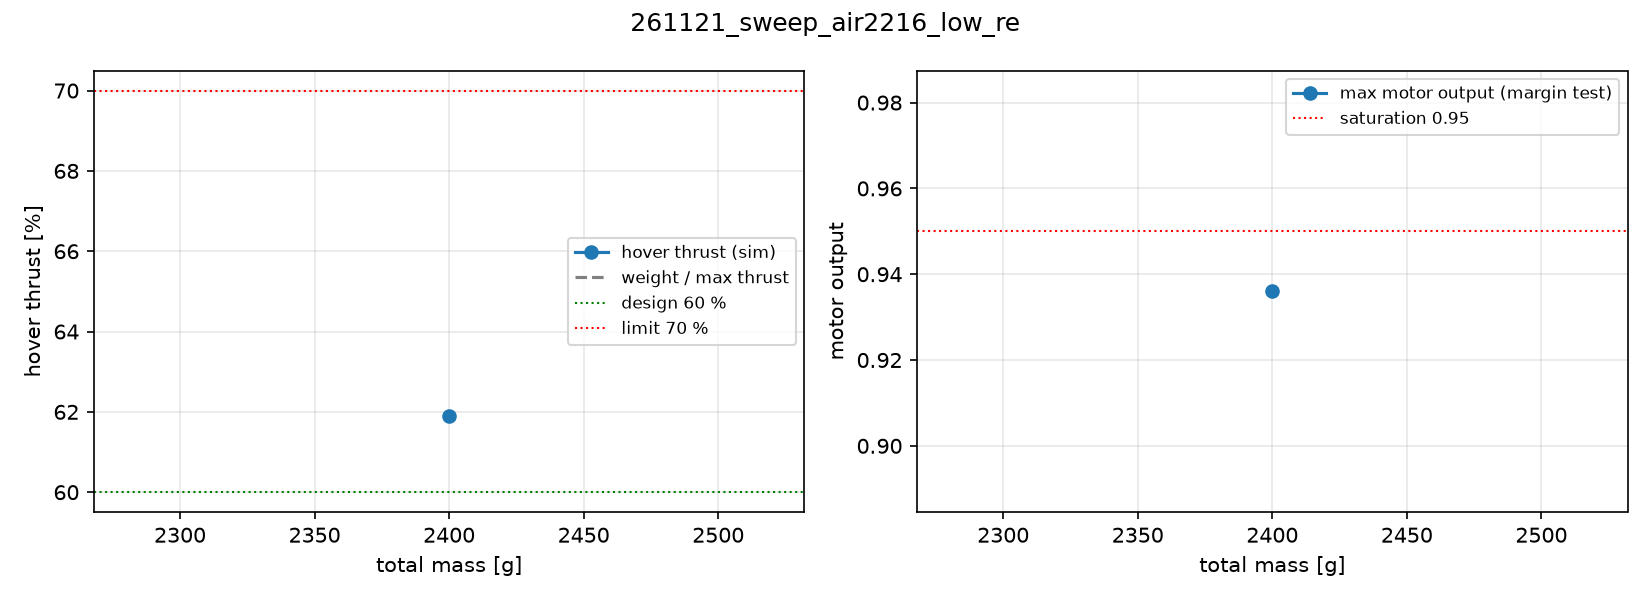 261121_sweep_air2216_low_re
70
68
66
64
62
60
hover thrust [%]
hover thrust (sim)
weight / max thrust
design 60 %
limit 70 %
2300
2350
2400
2450
2500
total mass [g]
0.98
0.96
0.94
0.92
0.90
motor output
max motor output (margin test)
saturation 0.95
2300
2350
2400
2450
2500
total mass [g]